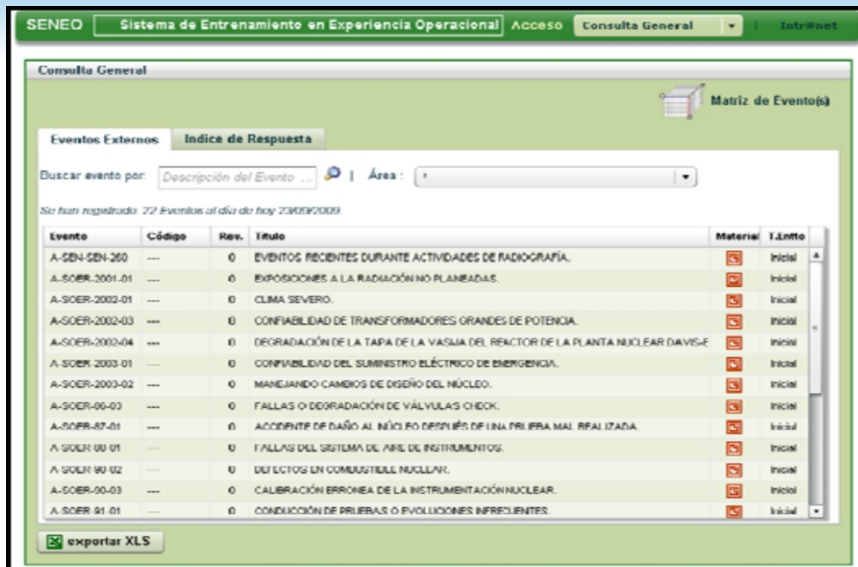 SENEO Sistema de Entrenamiento en Experiencia Operacional Acceso Consulta General | Intr@net
Consulta General
Matriz de Evento(s)
Eventos Externos Indice de Respuesta
Buscar evento por: Descripción del Evento ... | Área : *
Se han registrado 22 Eventos al día de hoy 23/09/2009
Evento Código Rev. Titulo Material T.Entto
A-SEN-SEN-260 --- 0 EVENTOS RECIENTES DURANTE ACTIVIDADES DE RADIOGRAFÍA. Inicial
A-SOER-2001-01 --- 0 EXPOSICIONES A LA RADIACIÓN NO PLANEADAS. Inicial
A-SOER-2002-01 --- 0 CLIMA SEVERO. Inicial
A-SOER-2002-03 --- 0 CONFIABILIDAD DE TRANSFORMADORES GRANDES DE POTENCIA. Inicial
A-SOER-2002-04 --- 0 DEGRADACIÓN DE LA TAPA DE LA VASIJA DEL REACTOR DE LA PLANTA NUCLEAR DAVIS-E Inicial
A-SOER-2003-01 --- 0 CONFIABILIDAD DEL SUMINISTRO ELÉCTRICO DE EMERGENCIA. Inicial
A-SOER-2003-02 --- 0 MANEJANDO CAMBIOS DE DISEÑO DEL NÚCLEO. Inicial
--- 0 FALLAS O DEGRADACIÓN DE VÁLVULAS CHECK. Inicial
A-SOER-87-01 --- 0 ACCIDENTE DE DAÑO AL NÚCLEO DESPUÉS DE UNA PRUEBA MAL REALIZADA. Inicial
--- 0 FALLAS DEL SISTEMA DE AIRE DE INSTRUMENTOS. Inicial
A-SOER-90-02 --- 0 DEFECTOS EN COMBUSTIBLE NUCLEAR. Inicial
A-SOER-90-03 --- 0 CALIBRACIÓN ERRONEA DE LA INSTRUMENTACIÓN NUCLEAR. Inicial
A-SOER-91-01 --- 0 CONDUCCIÓN DE PRUEBAS O EVOLUCIONES INFRECUENTES. Inicial
exportar XLS